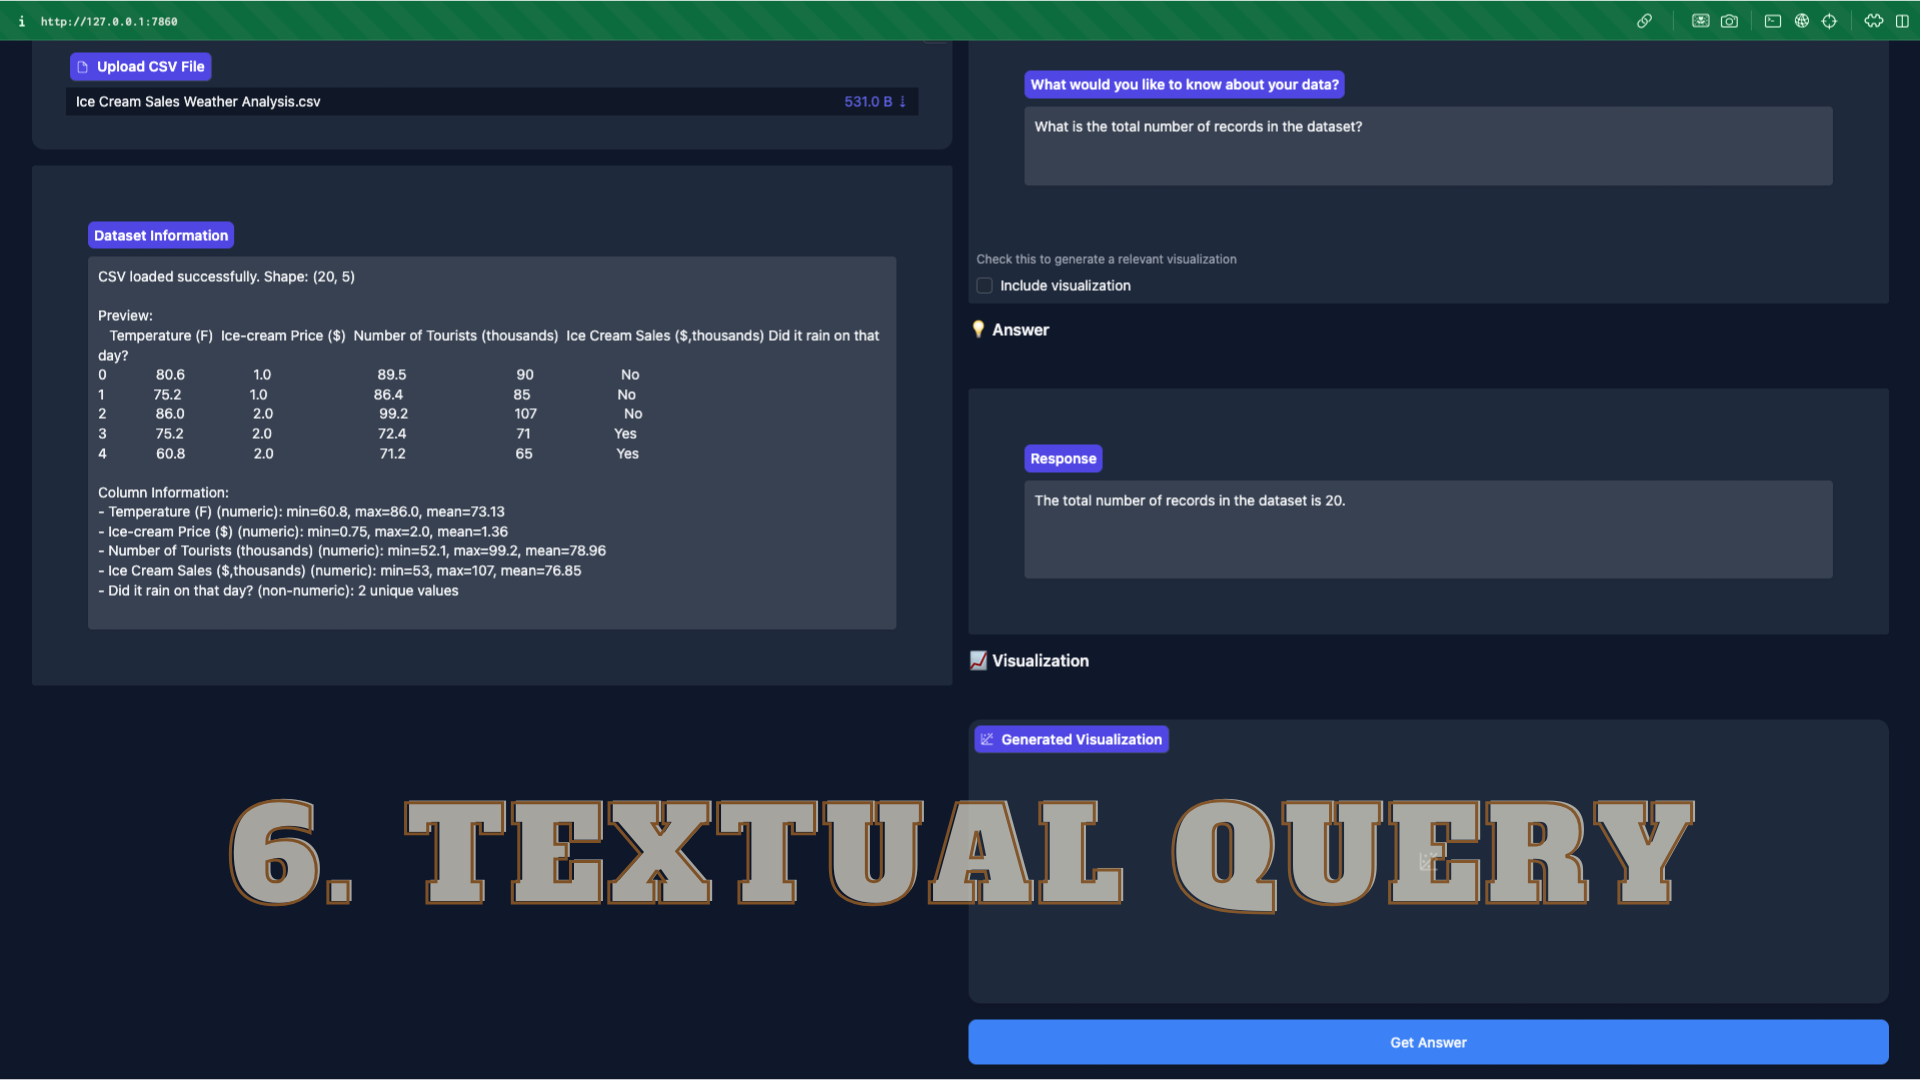 i http://127.0.0.1:7860
Upload CSV File
Ice Cream Sales Weather Analysis.csv 531.0 B ↓
Dataset Information
CSV loaded successfully. Shape: (20, 5)
Preview:
Temperature (F) Ice-cream Price ($) Number of Tourists (thousands) Ice Cream Sales ($,thousands) Did it rain on that
day?
0 80.6 1.0 89.5 90 No
1 75.2 1.0 86.4 85 No
2 86.0 2.0 99.2 107 No
3 75.2 2.0 72.4 71 Yes
4 60.8 2.0 71.2 65 Yes
Column Information:
- Temperature (F) (numeric): min=60.8, max=86.0, mean=73.13
- Ice-cream Price ($) (numeric): min=0.75, max=2.0, mean=1.36
- Number of Tourists (thousands) (numeric): min=52.1, max=99.2, mean=78.96
- Ice Cream Sales ($,thousands) (numeric): min=53, max=107, mean=76.85
- Did it rain on that day? (non-numeric): 2 unique values
What would you like to know about your data?
What is the total number of records in the dataset?
Check this to generate a relevant visualization
Include visualization
💡 Answer
Response
The total number of records in the dataset is 20.
📈 Visualization
Generated Visualization
6. TEXTUAL QUERY
Get Answer